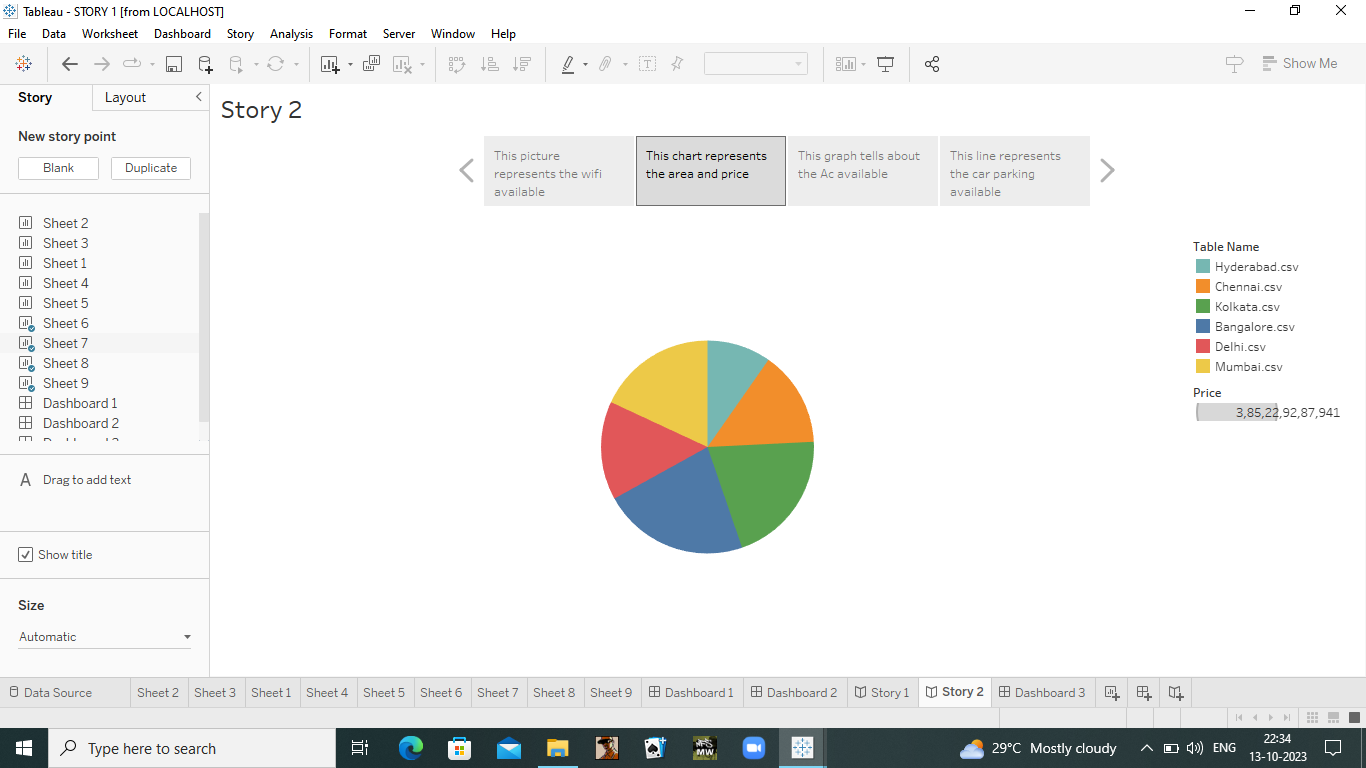 Tableau - STORY 1 [from LOCALHOST]
File Data Worksheet Dashboard Story Analysis Format Server Window Help
Show Me
Story Layout
New story point
Blank Duplicate
Sheet 2
Sheet 3
Sheet 1
Sheet 4
Sheet 5
Sheet 6
Sheet 7
Sheet 8
Sheet 9
Dashboard 1
Dashboard 2
A Drag to add text
Show title
Size
Automatic
Story 2
This picture
represents the wifi
available
This chart represents
the area and price
This graph tells about
the Ac available
This line represents
the car parking
available
Table Name
Hyderabad.csv
Chennai.csv
Kolkata.csv
Bangalore.csv
Delhi.csv
Mumbai.csv
Price
3,85,22,92,87,941
Data Source Sheet 2 Sheet 3 Sheet 1 Sheet 4 Sheet 5 Sheet 6 Sheet 7 Sheet 8 Sheet 9 Dashboard 1 Dashboard 2 Story 1 Story 2 Dashboard 3
Type here to search
MW
29°C Mostly cloudy
ENG
22:34
13-10-2023